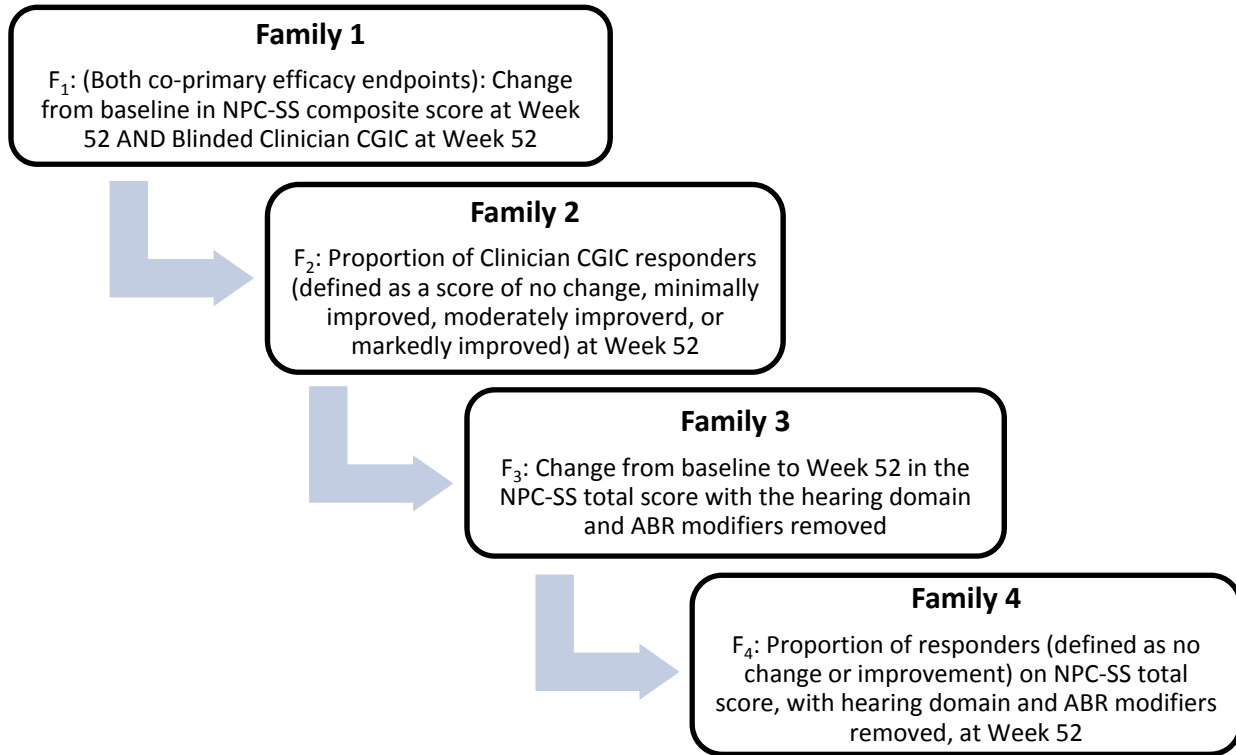 Family 1
F₁: (Both co-primary efficacy endpoints): Change
from baseline in NPC-SS composite score at Week
52 AND Blinded Clinician CGIC at Week 52
Family 2
F₂: Proportion of Clinician CGIC responders
(defined as a score of no change, minimally
improved, moderately improverd, or
markedly improved) at Week 52
Family 3
F₃: Change from baseline to Week 52 in the
NPC-SS total score with the hearing domain
and ABR modifiers removed
Family 4
F₄: Proportion of responders (defined as no
change or improvement) on NPC-SS total
score, with hearing domain and ABR modifiers
removed, at Week 52